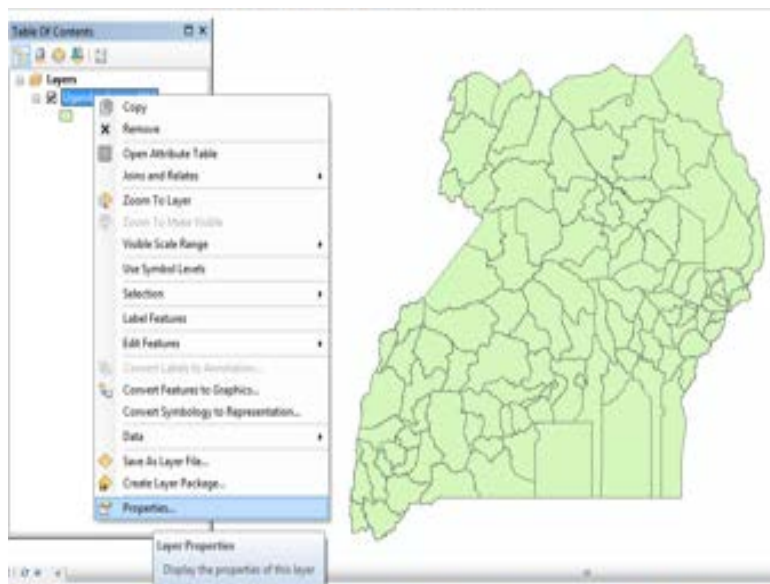 Table Of Contents
Layers
Copy
Remove
Open Attribute Table
Joins and Relates
Zoom To Layer
Zoom To Make Visible
Visible Scale Range
Use Symbol Levels
Selection
Label Features
Edit Features
Convert Labels to Annotation...
Convert Features to Graphics...
Convert Symbology to Representation...
Data
Save As Layer File...
Create Layer Package...
Properties...
Layer Properties
Display the properties of this layer